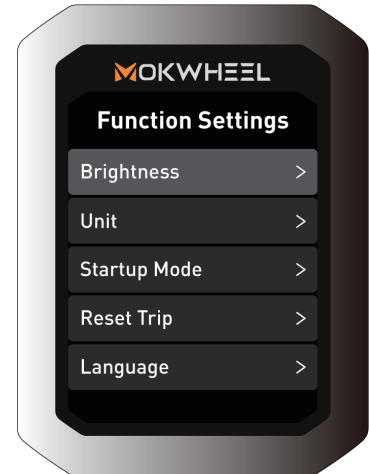 MOKWHEEL
Function Settings
Brightness >
Unit >
Startup Mode >
Reset Trip >
Language >